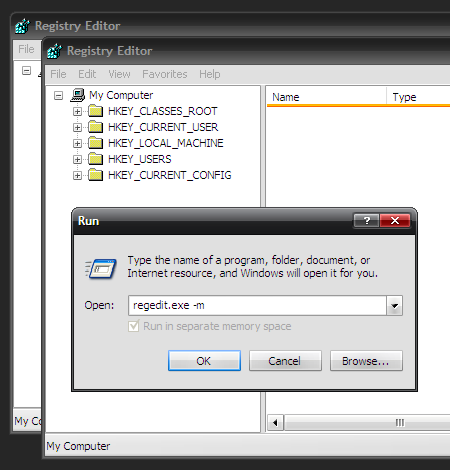 Registry Editor
File
Registry Editor
File Edit View Favorites Help
My Computer
HKEY_CLASSES_ROOT
HKEY_CURRENT_USER
HKEY_LOCAL_MACHINE
HKEY_USERS
HKEY_CURRENT_CONFIG
Name Type
Run
Type the name of a program, folder, document, or
Internet resource, and Windows will open it for you.
Open: regedit.exe -m
Run in separate memory space
OK Cancel Browse...
My Co
My Computer